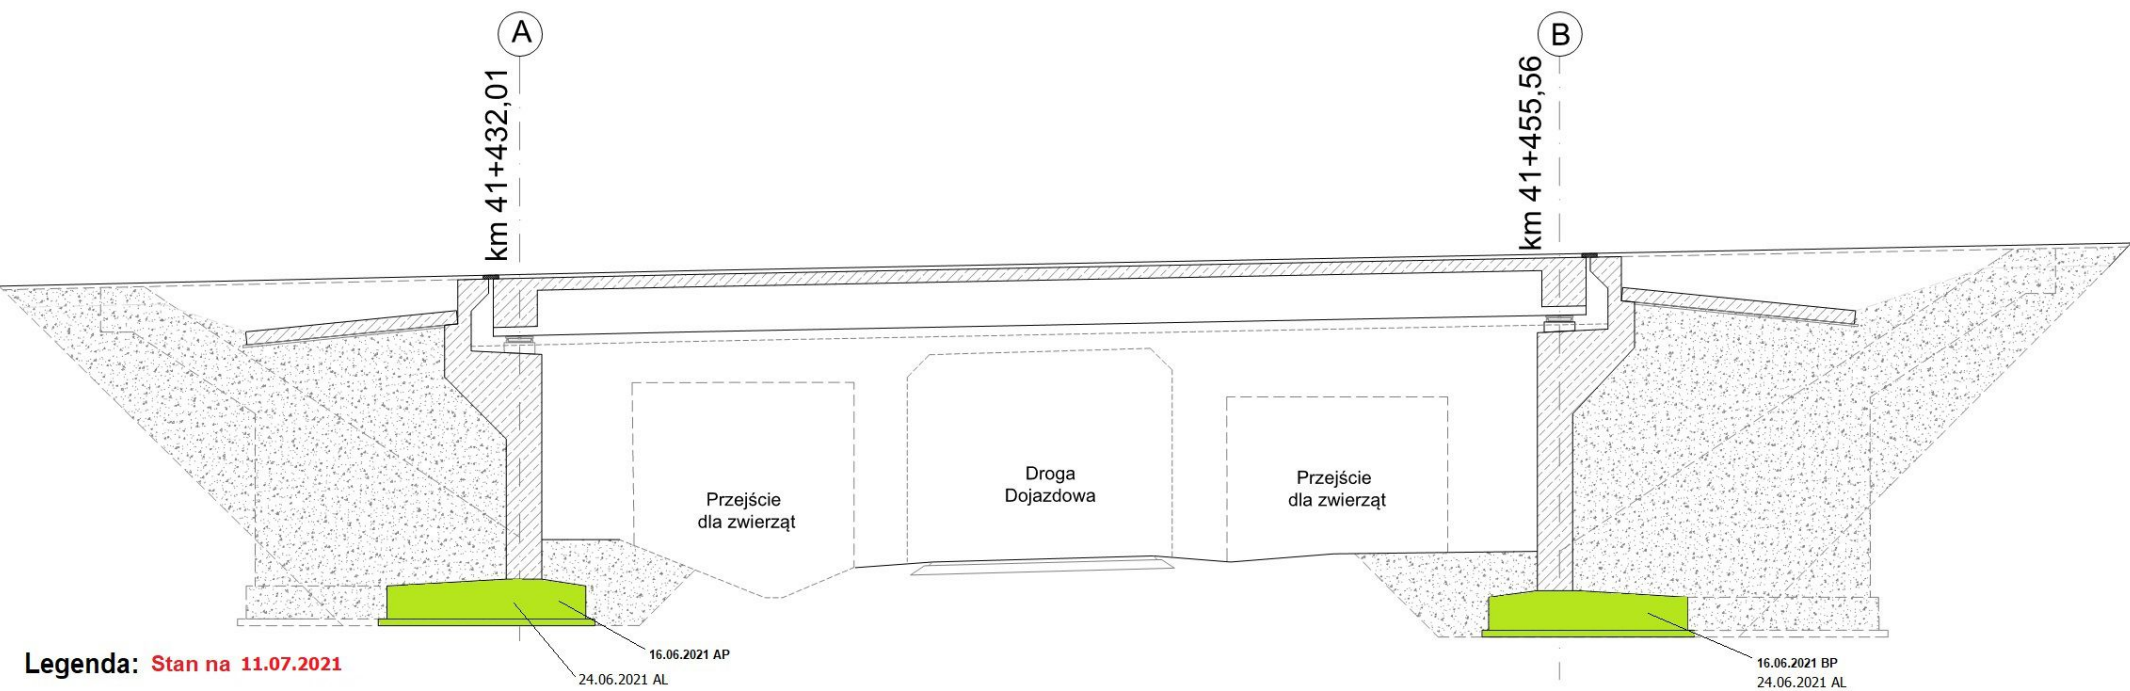 A
B
km 41+432,01
km 41+455,56
Przejście
dla zwierząt
Droga
Dojazdowa
Przejście
dla zwierząt
16.06.2021 AP
24.06.2021 AL
16.06.2021 BP
24.06.2021 AL
Legenda: Stan na 11.07.2021